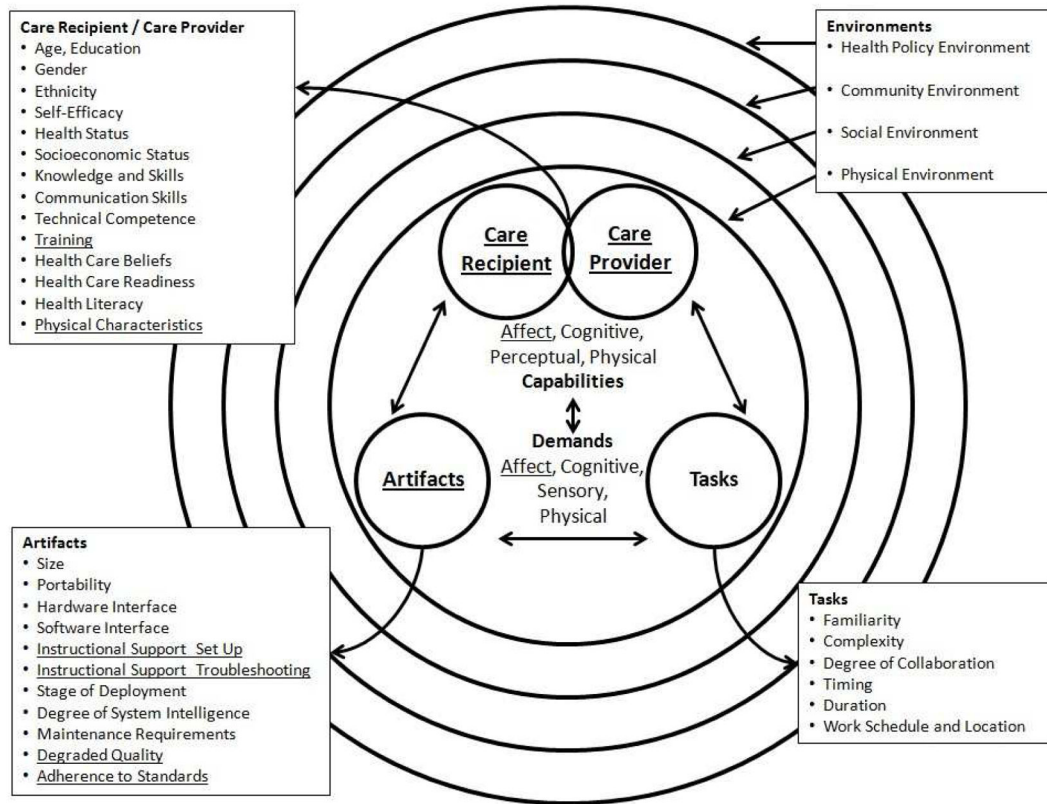 Care Recipient / Care Provider
• Age, Education
• Gender
• Ethnicity
• Self-Efficacy
• Health Status
• Socioeconomic Status
• Knowledge and Skills
• Communication Skills
• Technical Competence
• Training
• Health Care Beliefs
• Health Care Readiness
• Health Literacy
• Physical Characteristics
Environments
• Health Policy Environment
• Community Environment
• Social Environment
• Physical Environment
Care
Recipient
Care
Provider
Affect, Cognitive,
Perceptual, Physical
Capabilities
Demands
Affect, Cognitive,
Sensory,
Physical
Artifacts
Tasks
Artifacts
• Size
• Portability
• Hardware Interface
• Software Interface
• Instructional Support Set Up
• Instructional Support Troubleshooting
• Stage of Deployment
• Degree of System Intelligence
• Maintenance Requirements
• Degraded Quality
• Adherence to Standards
Tasks
• Familiarity
• Complexity
• Degree of Collaboration
• Timing
• Duration
• Work Schedule and Location